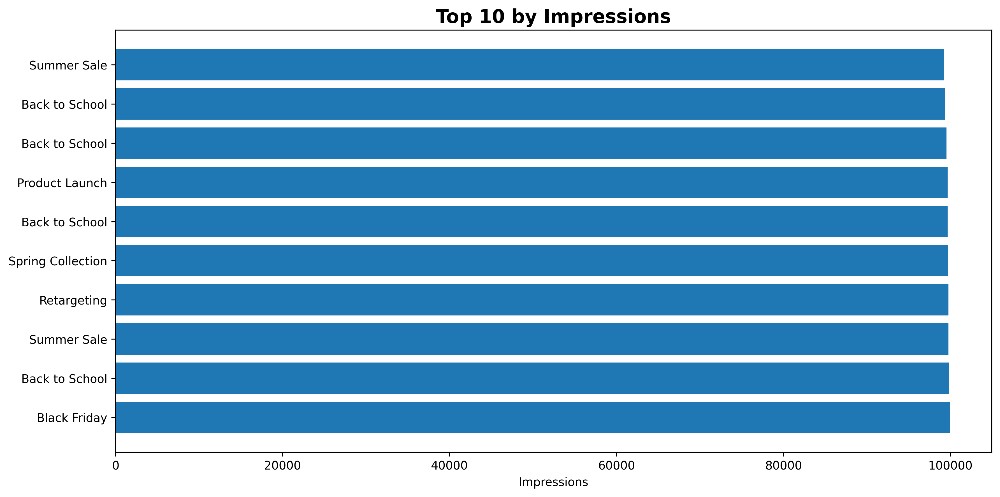 Top 10 by Impressions
Summer Sale
Back to School
Back to School
Product Launch
Back to School
Spring Collection
Retargeting
Summer Sale
Back to School
Black Friday
0 20000 40000 60000 80000 100000
Impressions